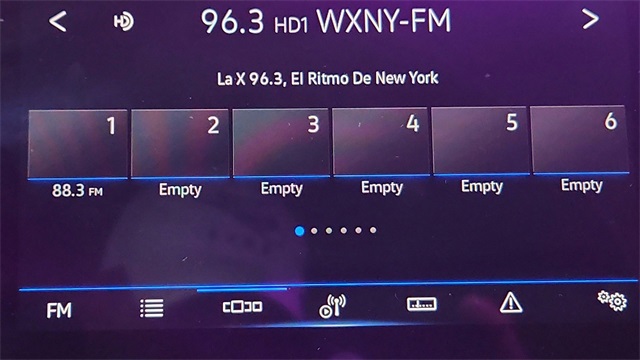 HD 96.3 HD1 WXNY-FM
La X 96.3, El Ritmo De New York
1 2 3 4 5 6
88.3 FM Empty Empty Empty Empty Empty
FM